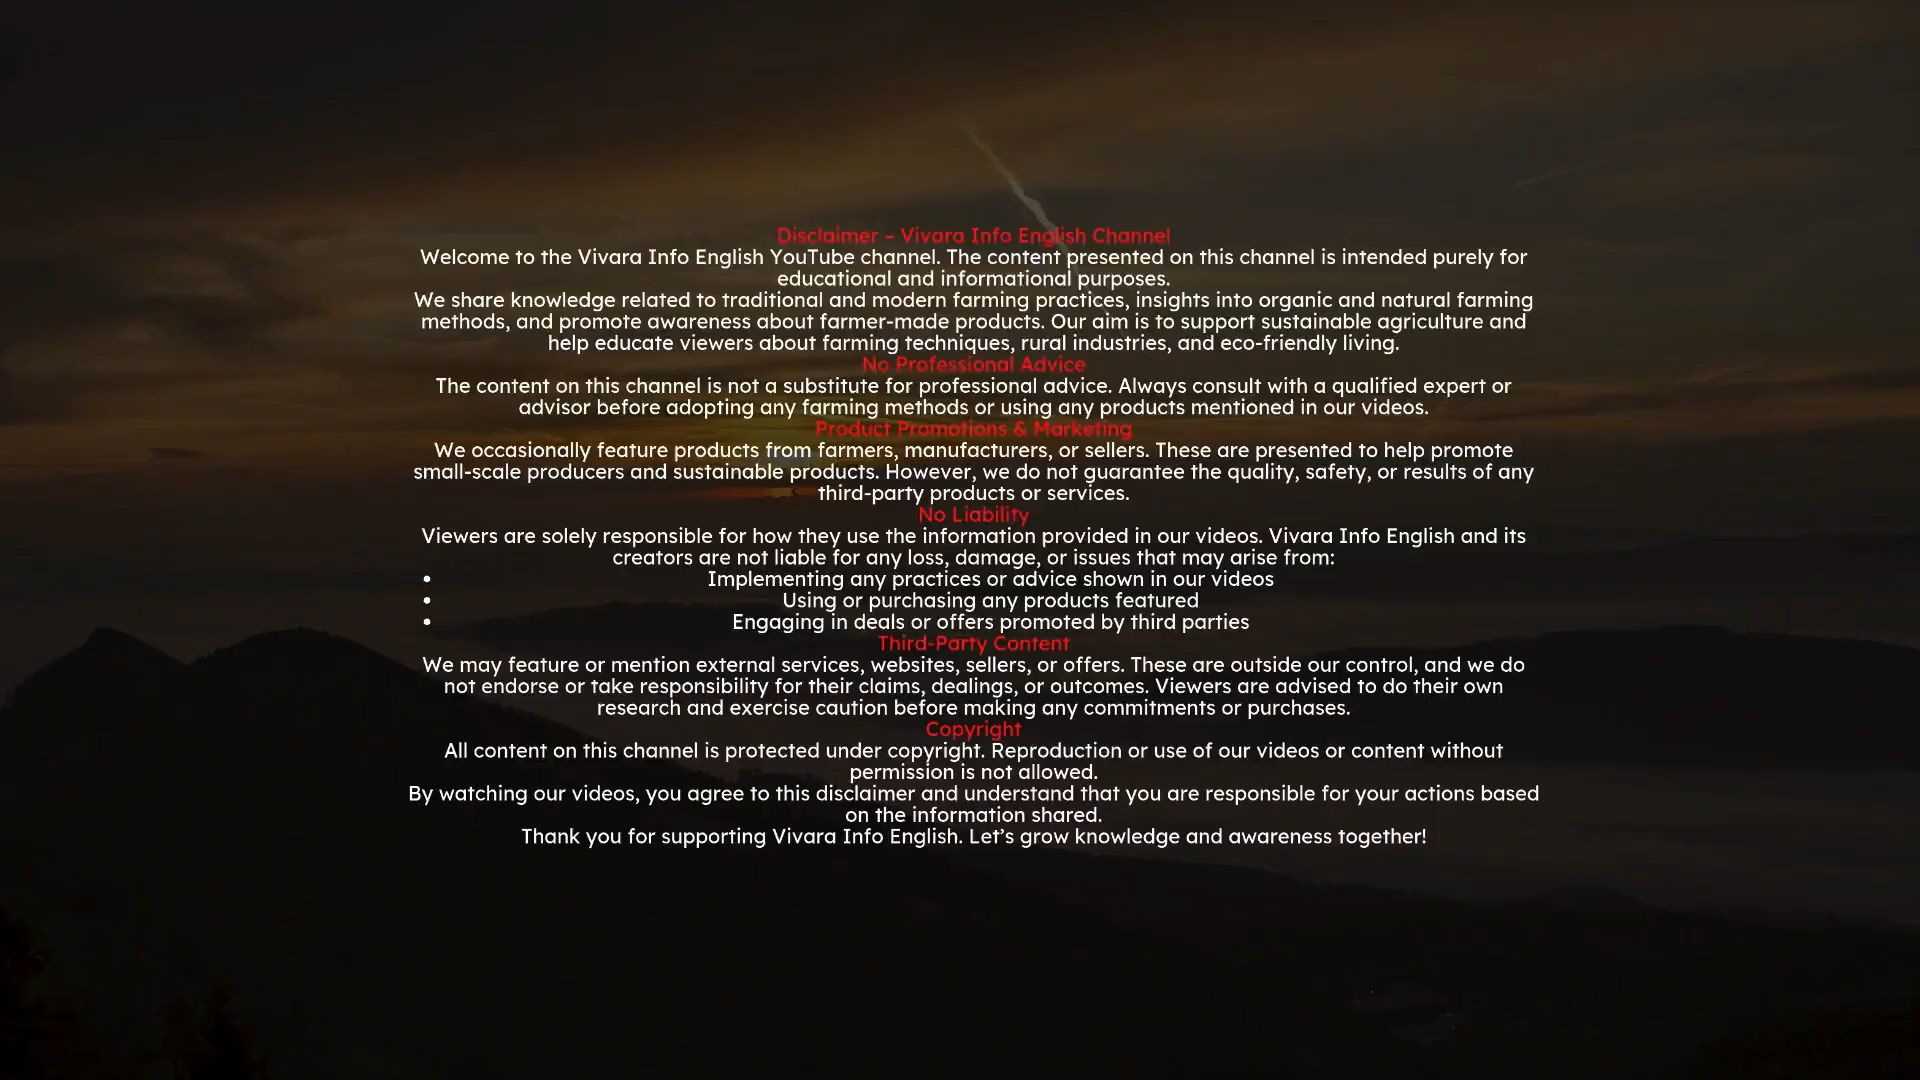 Disclaimer – Vivara Info English Channel
Welcome to the Vivara Info English YouTube channel. The content presented on this channel is intended purely for
educational and informational purposes.
We share knowledge related to traditional and modern farming practices, insights into organic and natural farming
methods, and promote awareness about farmer-made products. Our aim is to support sustainable agriculture and
help educate viewers about farming techniques, rural industries, and eco-friendly living.
No Professional Advice
The content on this channel is not a substitute for professional advice. Always consult with a qualified expert or
advisor before adopting any farming methods or using any products mentioned in our videos.
Product Promotions & Marketing
We occasionally feature products from farmers, manufacturers, or sellers. These are presented to help promote
small-scale producers and sustainable products. However, we do not guarantee the quality, safety, or results of any
third-party products or services.
No Liability
Viewers are solely responsible for how they use the information provided in our videos. Vivara Info English and its
creators are not liable for any loss, damage, or issues that may arise from:
• Implementing any practices or advice shown in our videos
• Using or purchasing any products featured
• Engaging in deals or offers promoted by third parties
Third-Party Content
We may feature or mention external services, websites, sellers, or offers. These are outside our control, and we do
not endorse or take responsibility for their claims, dealings, or outcomes. Viewers are advised to do their own
research and exercise caution before making any commitments or purchases.
Copyright
All content on this channel is protected under copyright. Reproduction or use of our videos or content without
permission is not allowed.
By watching our videos, you agree to this disclaimer and understand that you are responsible for your actions based
on the information shared.
Thank you for supporting Vivara Info English. Let’s grow knowledge and awareness together!